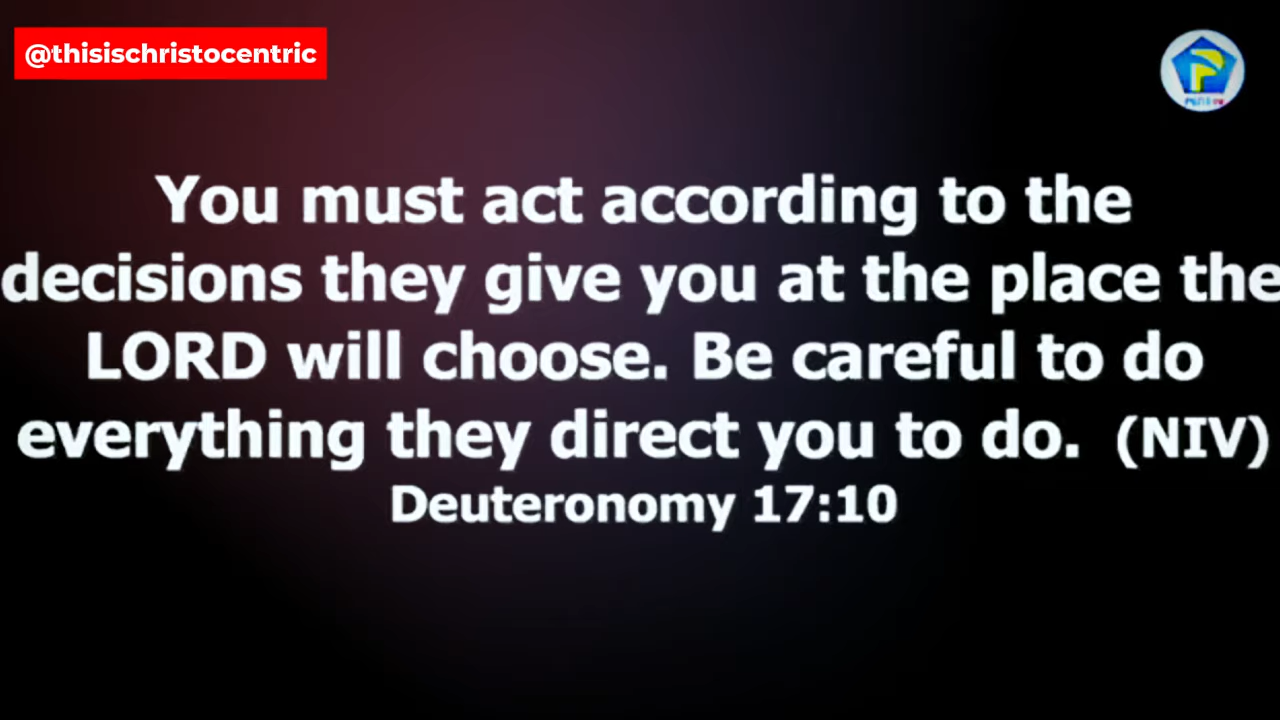 @thisischristocentric
You must act according to the
decisions they give you at the place the
LORD will choose. Be careful to do
everything they direct you to do. (NIV)
Deuteronomy 17:10